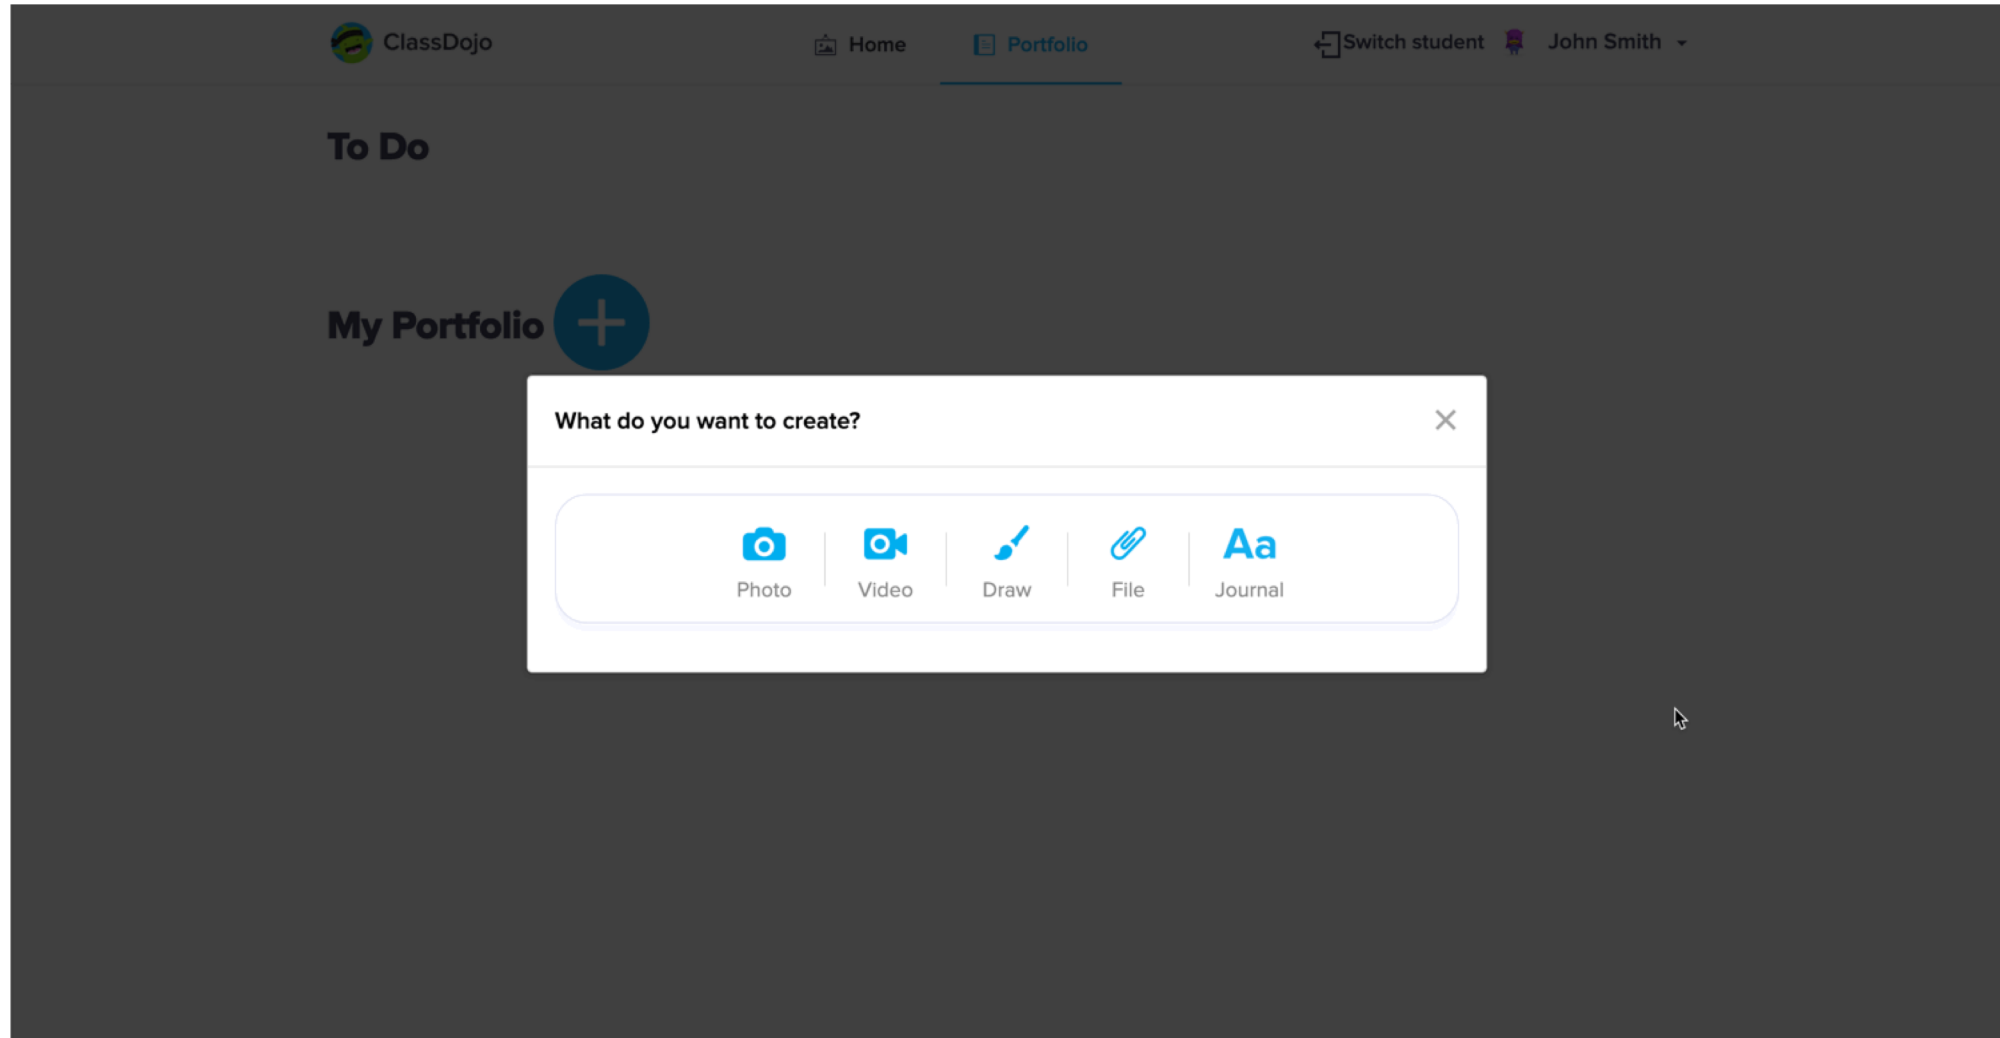 ClassDojo
Home
Portfolio
Switch student
John Smith
To Do
My Portfolio
What do you want to create?
Photo
Video
Draw
File
Aa
Journal